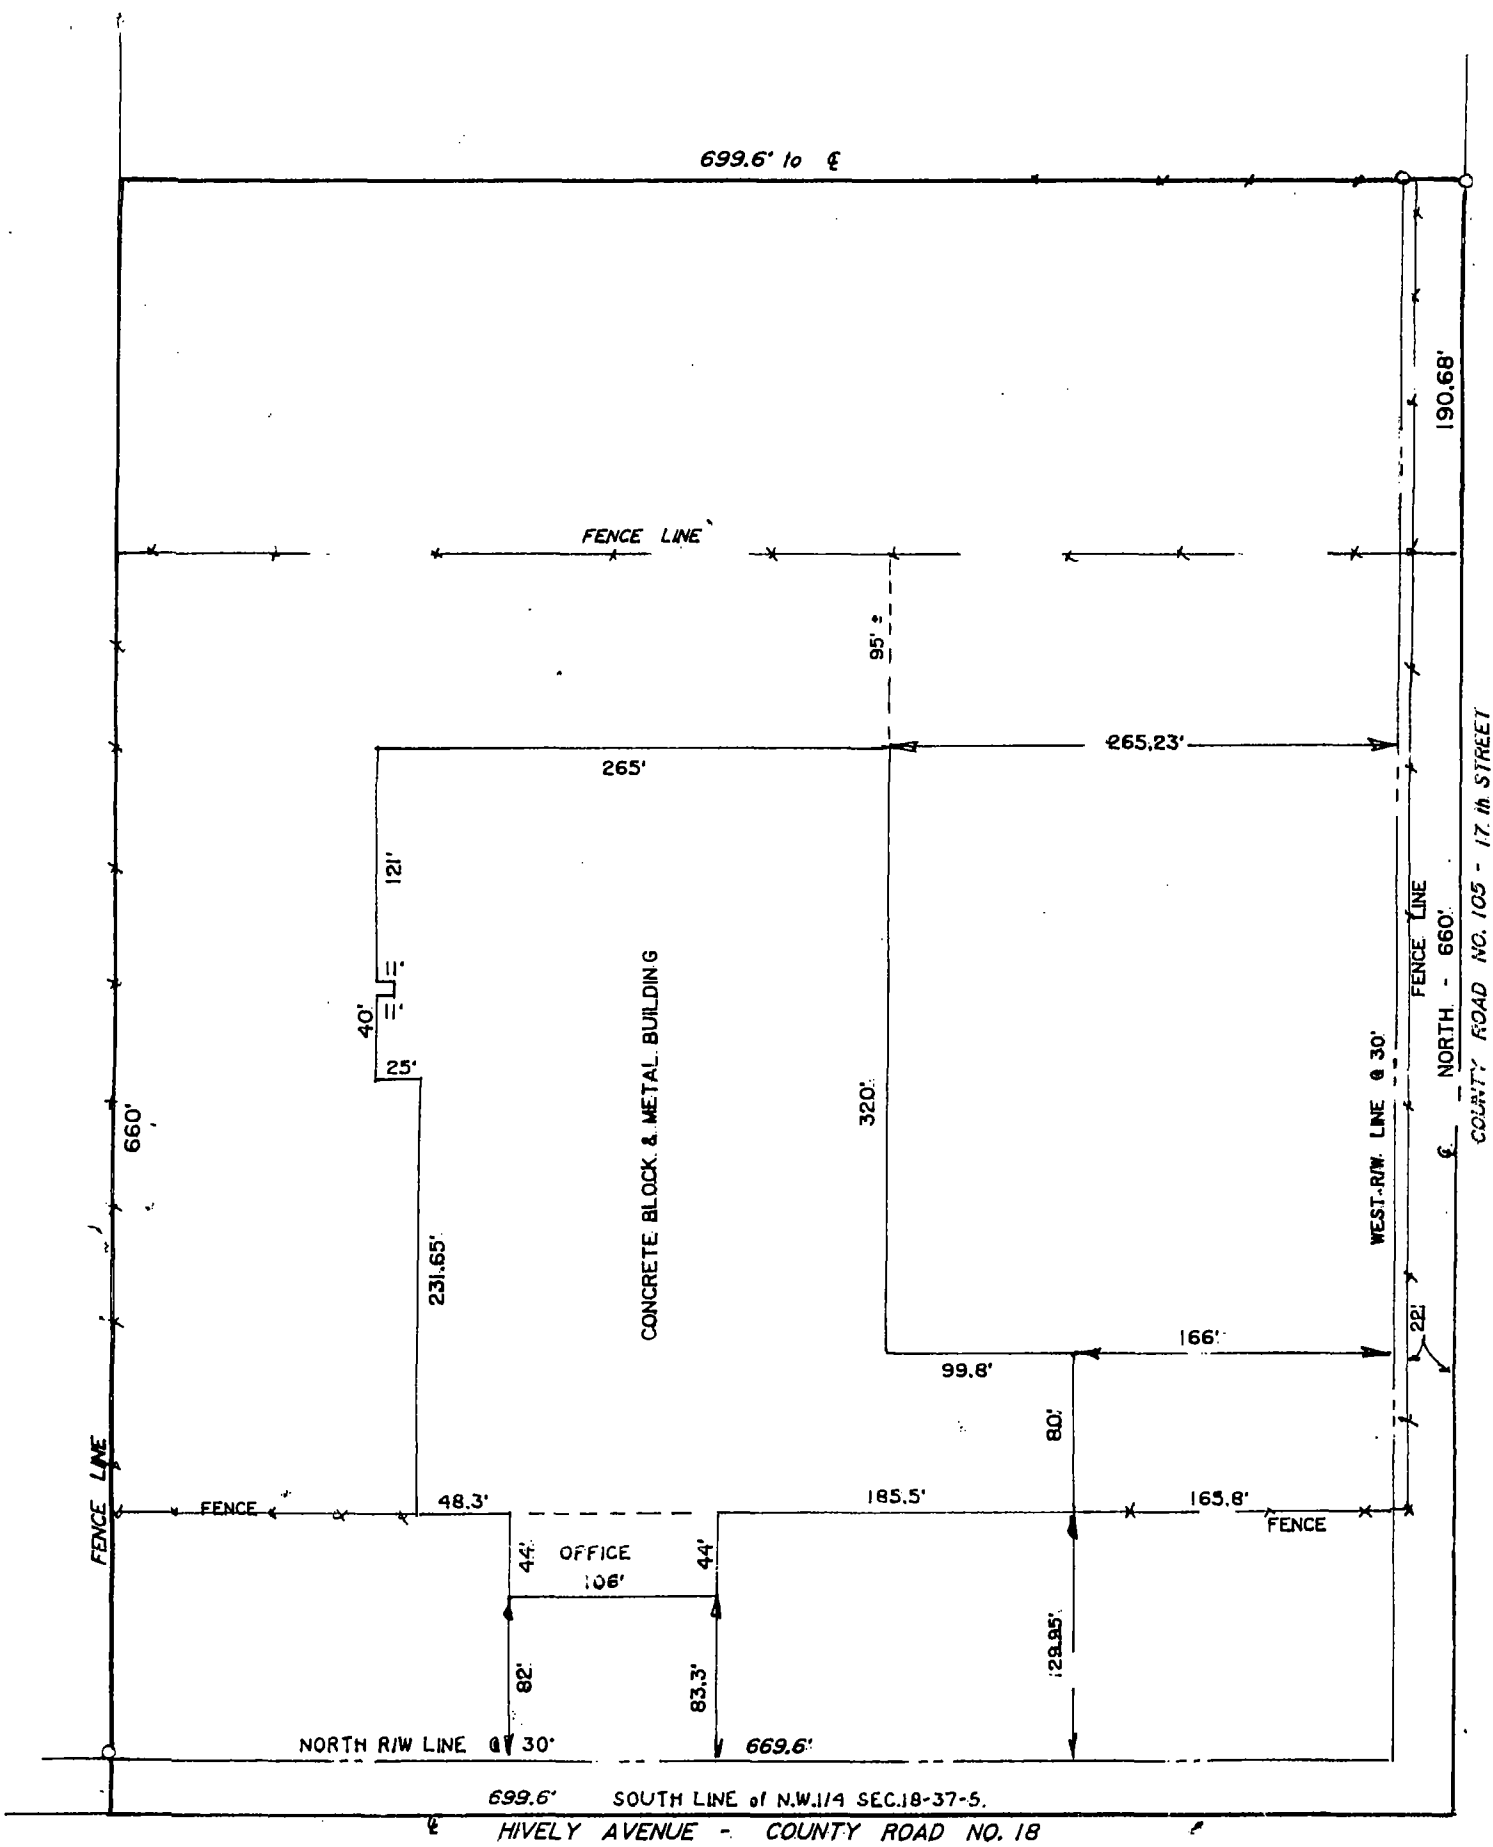 699.6' to ℄
190.68'
FENCE LINE
95' ±
265.23'
265'
121'
40'
25'
CONCRETE BLOCK & METAL BUILDING
320'
660'
231.65'
FENCE LINE
NORTH - 660'
COUNTY ROAD NO. 105 - 17 th STREET
WEST R/W LINE @ 30'
℄
22'
166'
99.8'
80'
FENCE LINE
FENCE
48.3'
185.5'
165.8'
FENCE
44'
OFFICE
44'
106'
82'
83.3'
129.95'
NORTH R/W LINE @ 30'
669.6'
699.6' SOUTH LINE of N.W.1/4 SEC.18-37-5.
℄ HIVELY AVENUE - COUNTY ROAD NO. 18